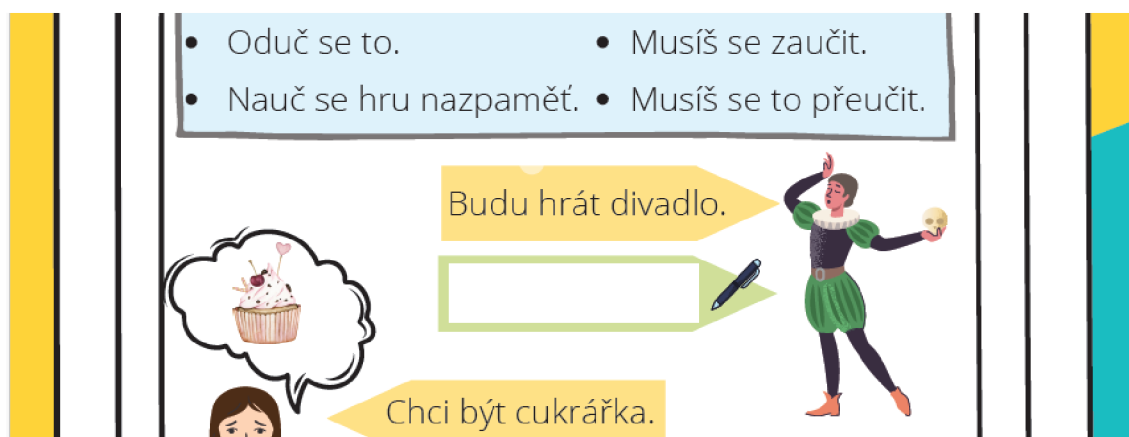 • Oduč se to.
• Musíš se zaučit.
• Nauč se hru nazpaměť.
• Musíš se to přeučit.
Budu hrát divadlo.
Chci být cukrářka.